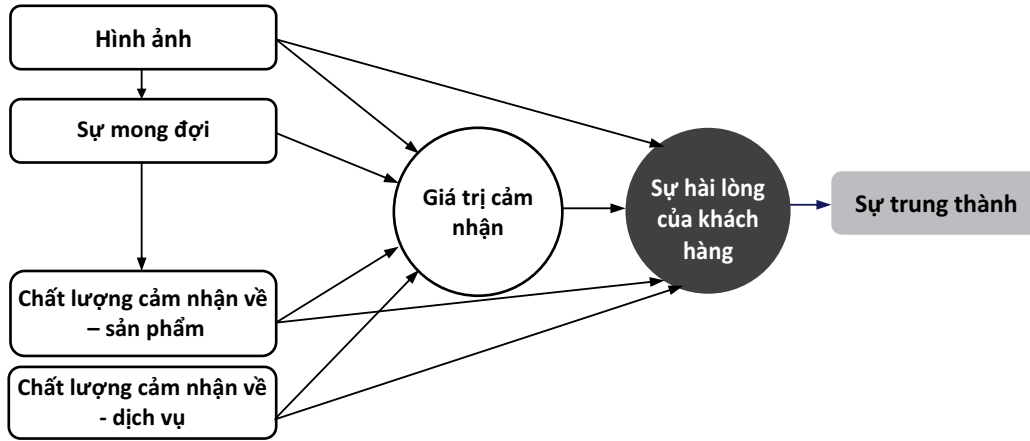 Hình ảnh
Sự mong đợi
Giá trị cảm
nhận
Sự hài lòng
của khách
hàng
Sự trung thành
Chất lượng cảm nhận về
– sản phẩm
Chất lượng cảm nhận về
- dịch vụ